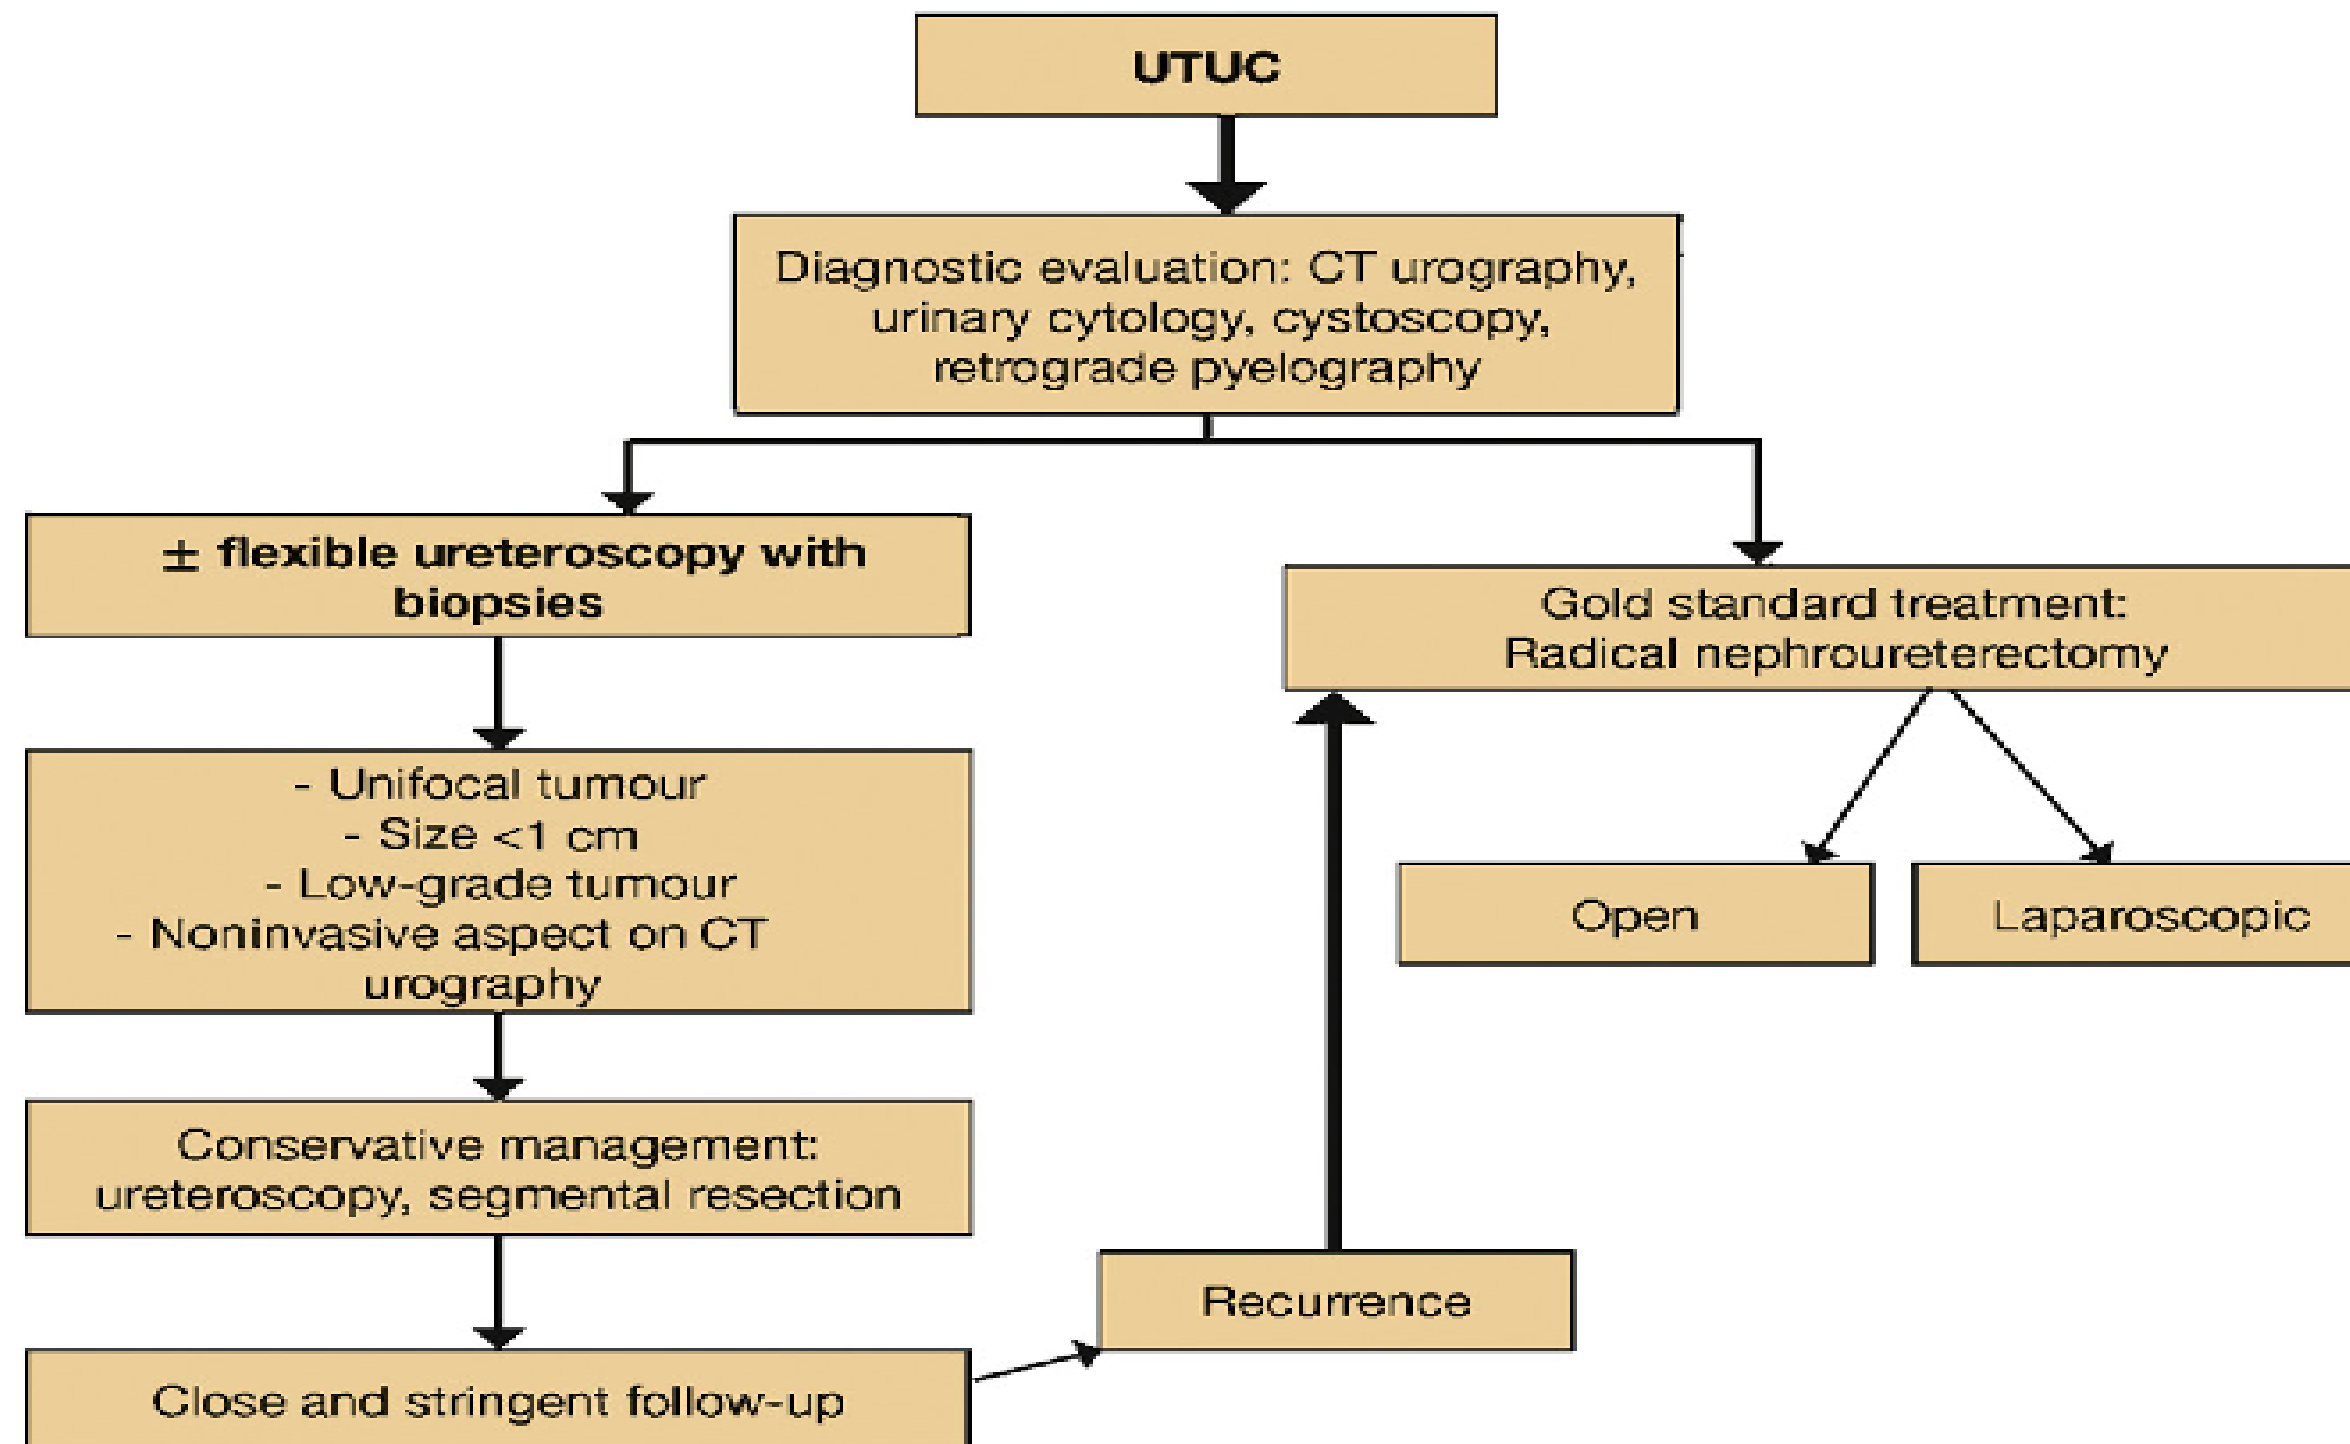 UTUC
Diagnostic evaluation: CT urography,
urinary cytology, cystoscopy,
retrograde pyelography
± flexible ureteroscopy with
biopsies
Gold standard treatment:
Radical nephroureterectomy
- Unifocal tumour
- Size <1 cm
- Low-grade tumour
- Noninvasive aspect on CT
urography
Open
Laparoscopic
Conservative management:
ureteroscopy, segmental resection
Recurrence
Close and stringent follow-up